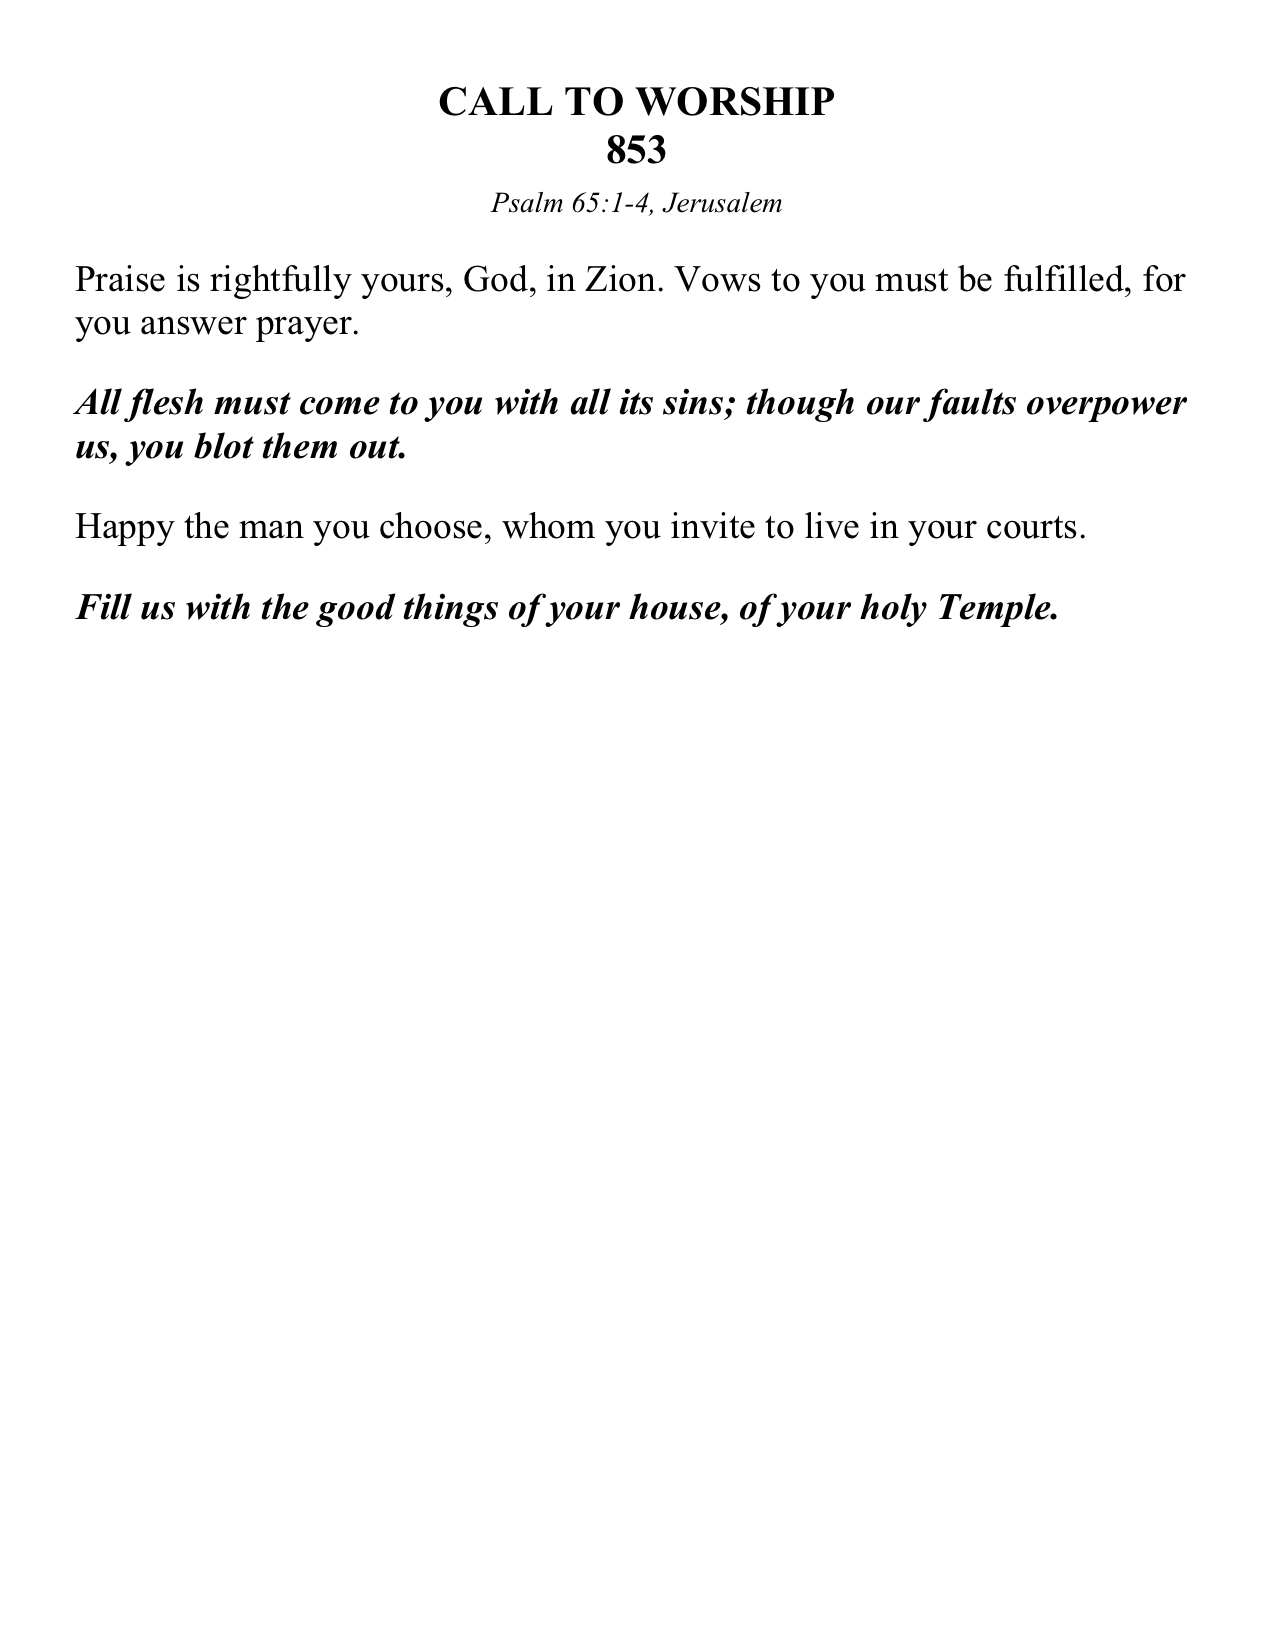 CALL TO WORSHIP
853
Psalm 65:1-4, Jerusalem
Praise is rightfully yours, God, in Zion. Vows to you must be fulfilled, for
you answer prayer.
All flesh must come to you with all its sins; though our faults overpower
us, you blot them out.
Happy the man you choose, whom you invite to live in your courts.
Fill us with the good things of your house, of your holy Temple.